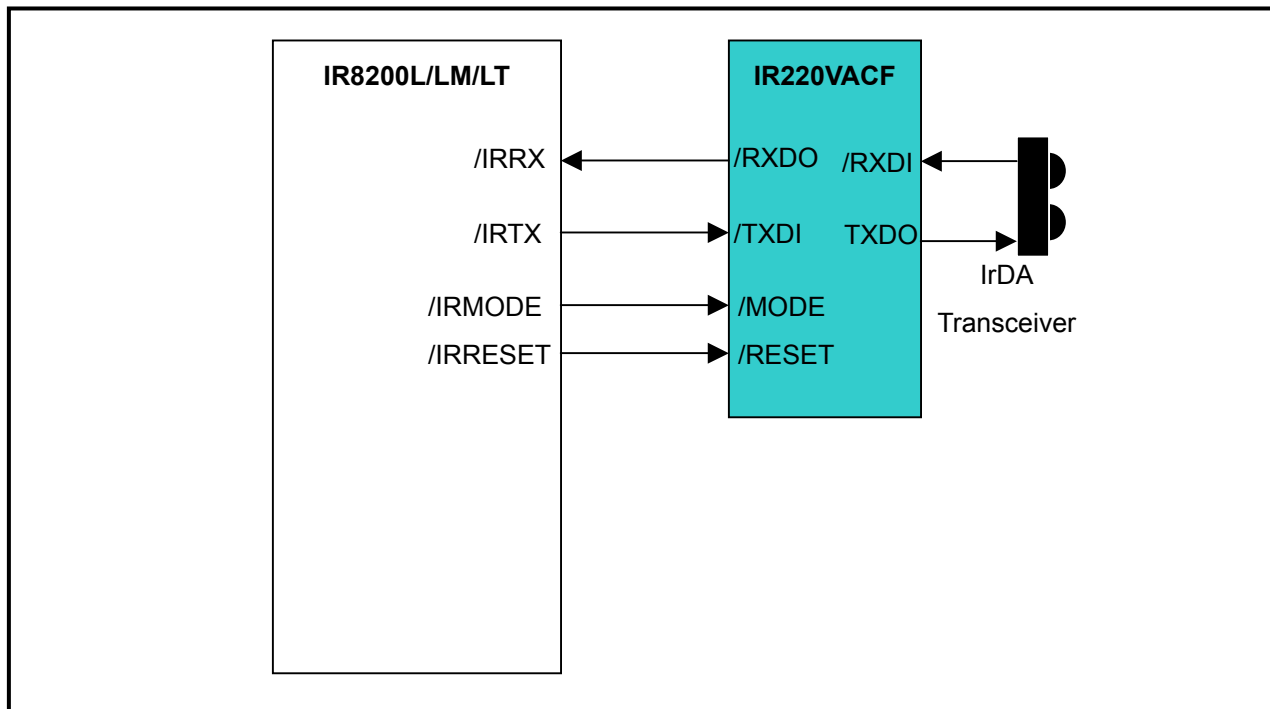 IR8200L/LM/LT
IR220VACF
/IRRX
/RXDO
/RXDI
/IRTX
/TXDI
TXDO
IrDA
Transceiver
/IRMODE
/MODE
/IRRESET
/RESET